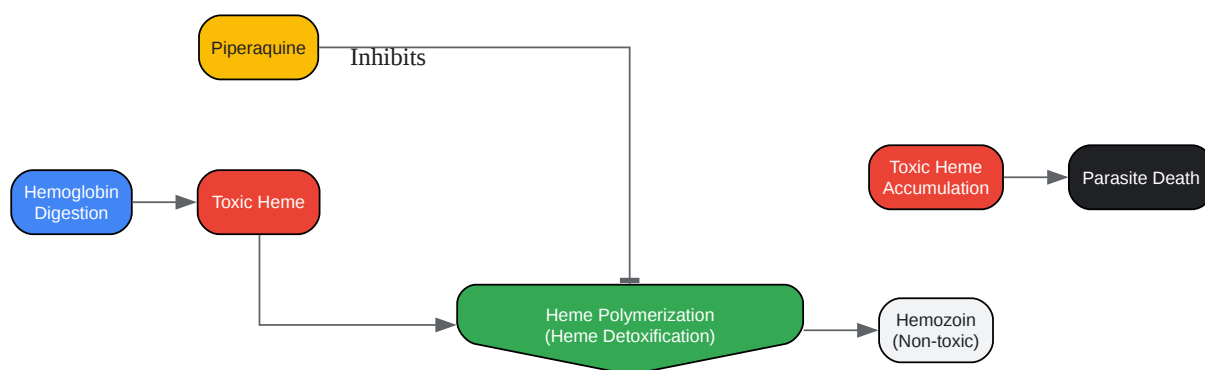 Piperaquine
Inhibits
Hemoglobin
Digestion
Toxic Heme
Toxic Heme
Accumulation
Parasite Death
Heme Polymerization
(Heme Detoxification)
Hemozoin
(Non-toxic)